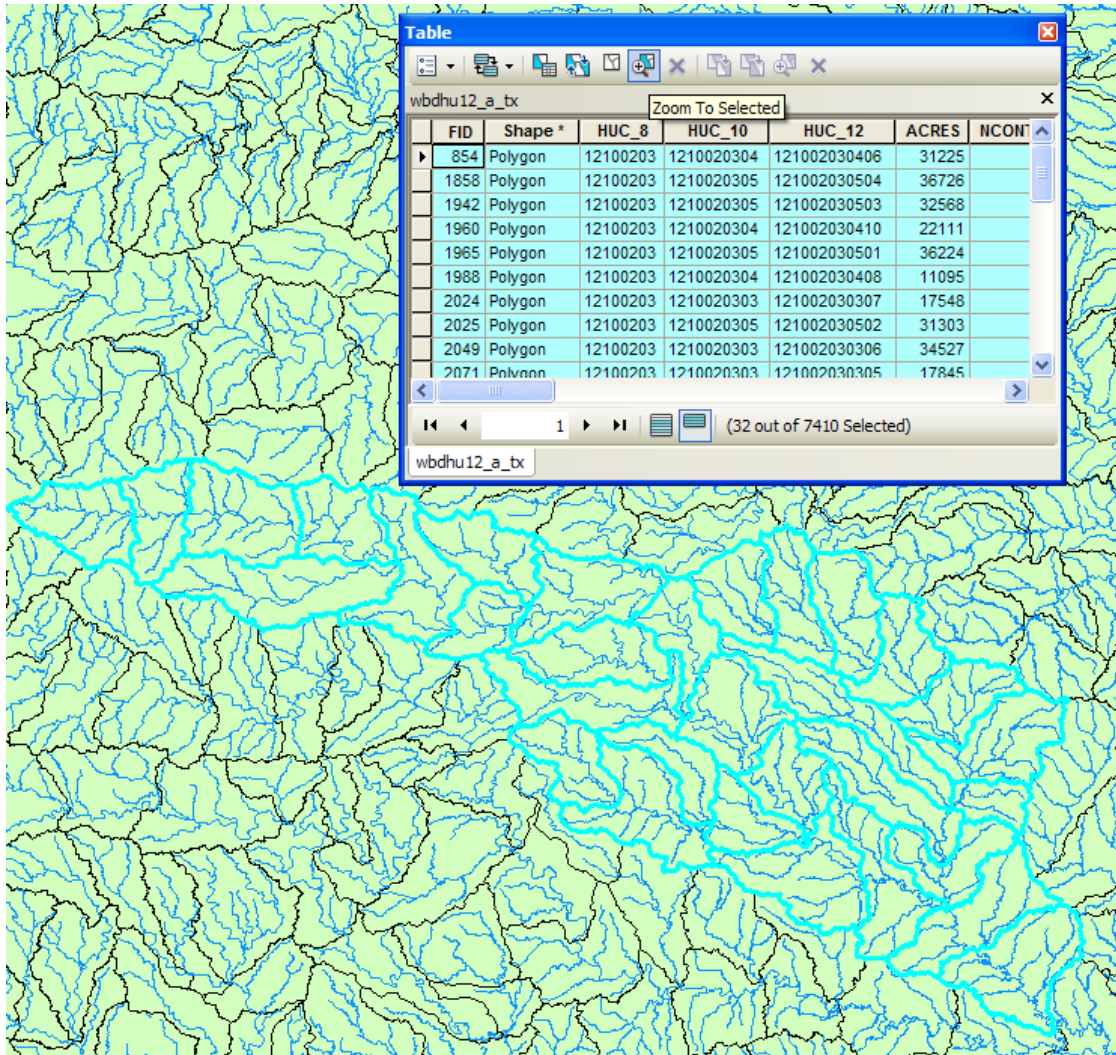 Table
wbdhu12_a_tx
Zoom To Selected
FID Shape * HUC_8 HUC_10 HUC_12 ACRES NCONT
854 Polygon 12100203 1210020304 121002030406 31225
1858 Polygon 12100203 1210020305 121002030504 36726
1942 Polygon 12100203 1210020305 121002030503 32568
1960 Polygon 12100203 1210020304 121002030410 22111
1965 Polygon 12100203 1210020305 121002030501 36224
1988 Polygon 12100203 1210020304 121002030408 11095
2024 Polygon 12100203 1210020303 121002030307 17548
2025 Polygon 12100203 1210020305 121002030502 31303
2049 Polygon 12100203 1210020303 121002030306 34527
2071 Polygon 12100203 1210020303 121002030305 17845
1 (32 out of 7410 Selected)
wbdhu12_a_tx